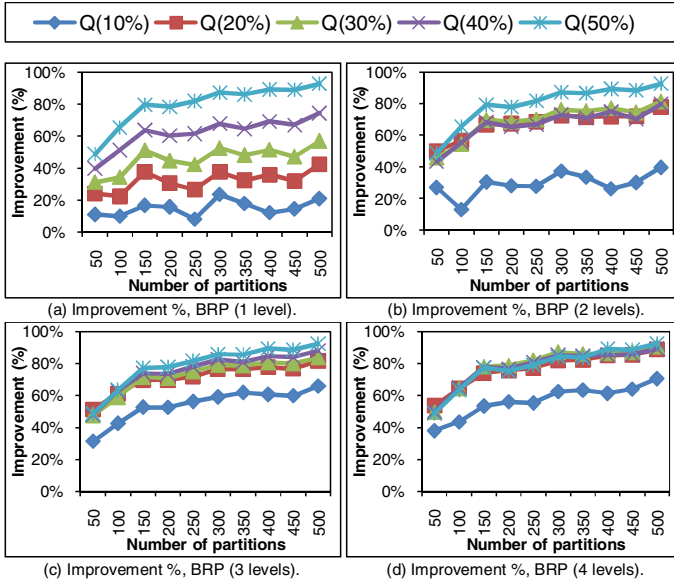 Q(10%) Q(20%) Q(30%) Q(40%) Q(50%)
100%
80%
60%
40%
20%
0%
Improvement (%)
50 100 150 200 250 300 350 400 450 500
Number of partitions
(a) Improvement %, BRP (1 level).
100%
80%
60%
40%
20%
0%
Improvement (%)
50 100 150 200 250 300 350 400 450 500
Number of partitions
(b) Improvement %, BRP (2 levels).
100%
80%
60%
40%
20%
0%
Improvement (%)
50 100 150 200 250 300 350 400 450 500
Number of partitions
(c) Improvement %, BRP (3 levels).
100%
80%
60%
40%
20%
0%
Improvement (%)
50 100 150 200 250 300 350 400 450 500
Number of partitions
(d) Improvement %, BRP (4 levels).